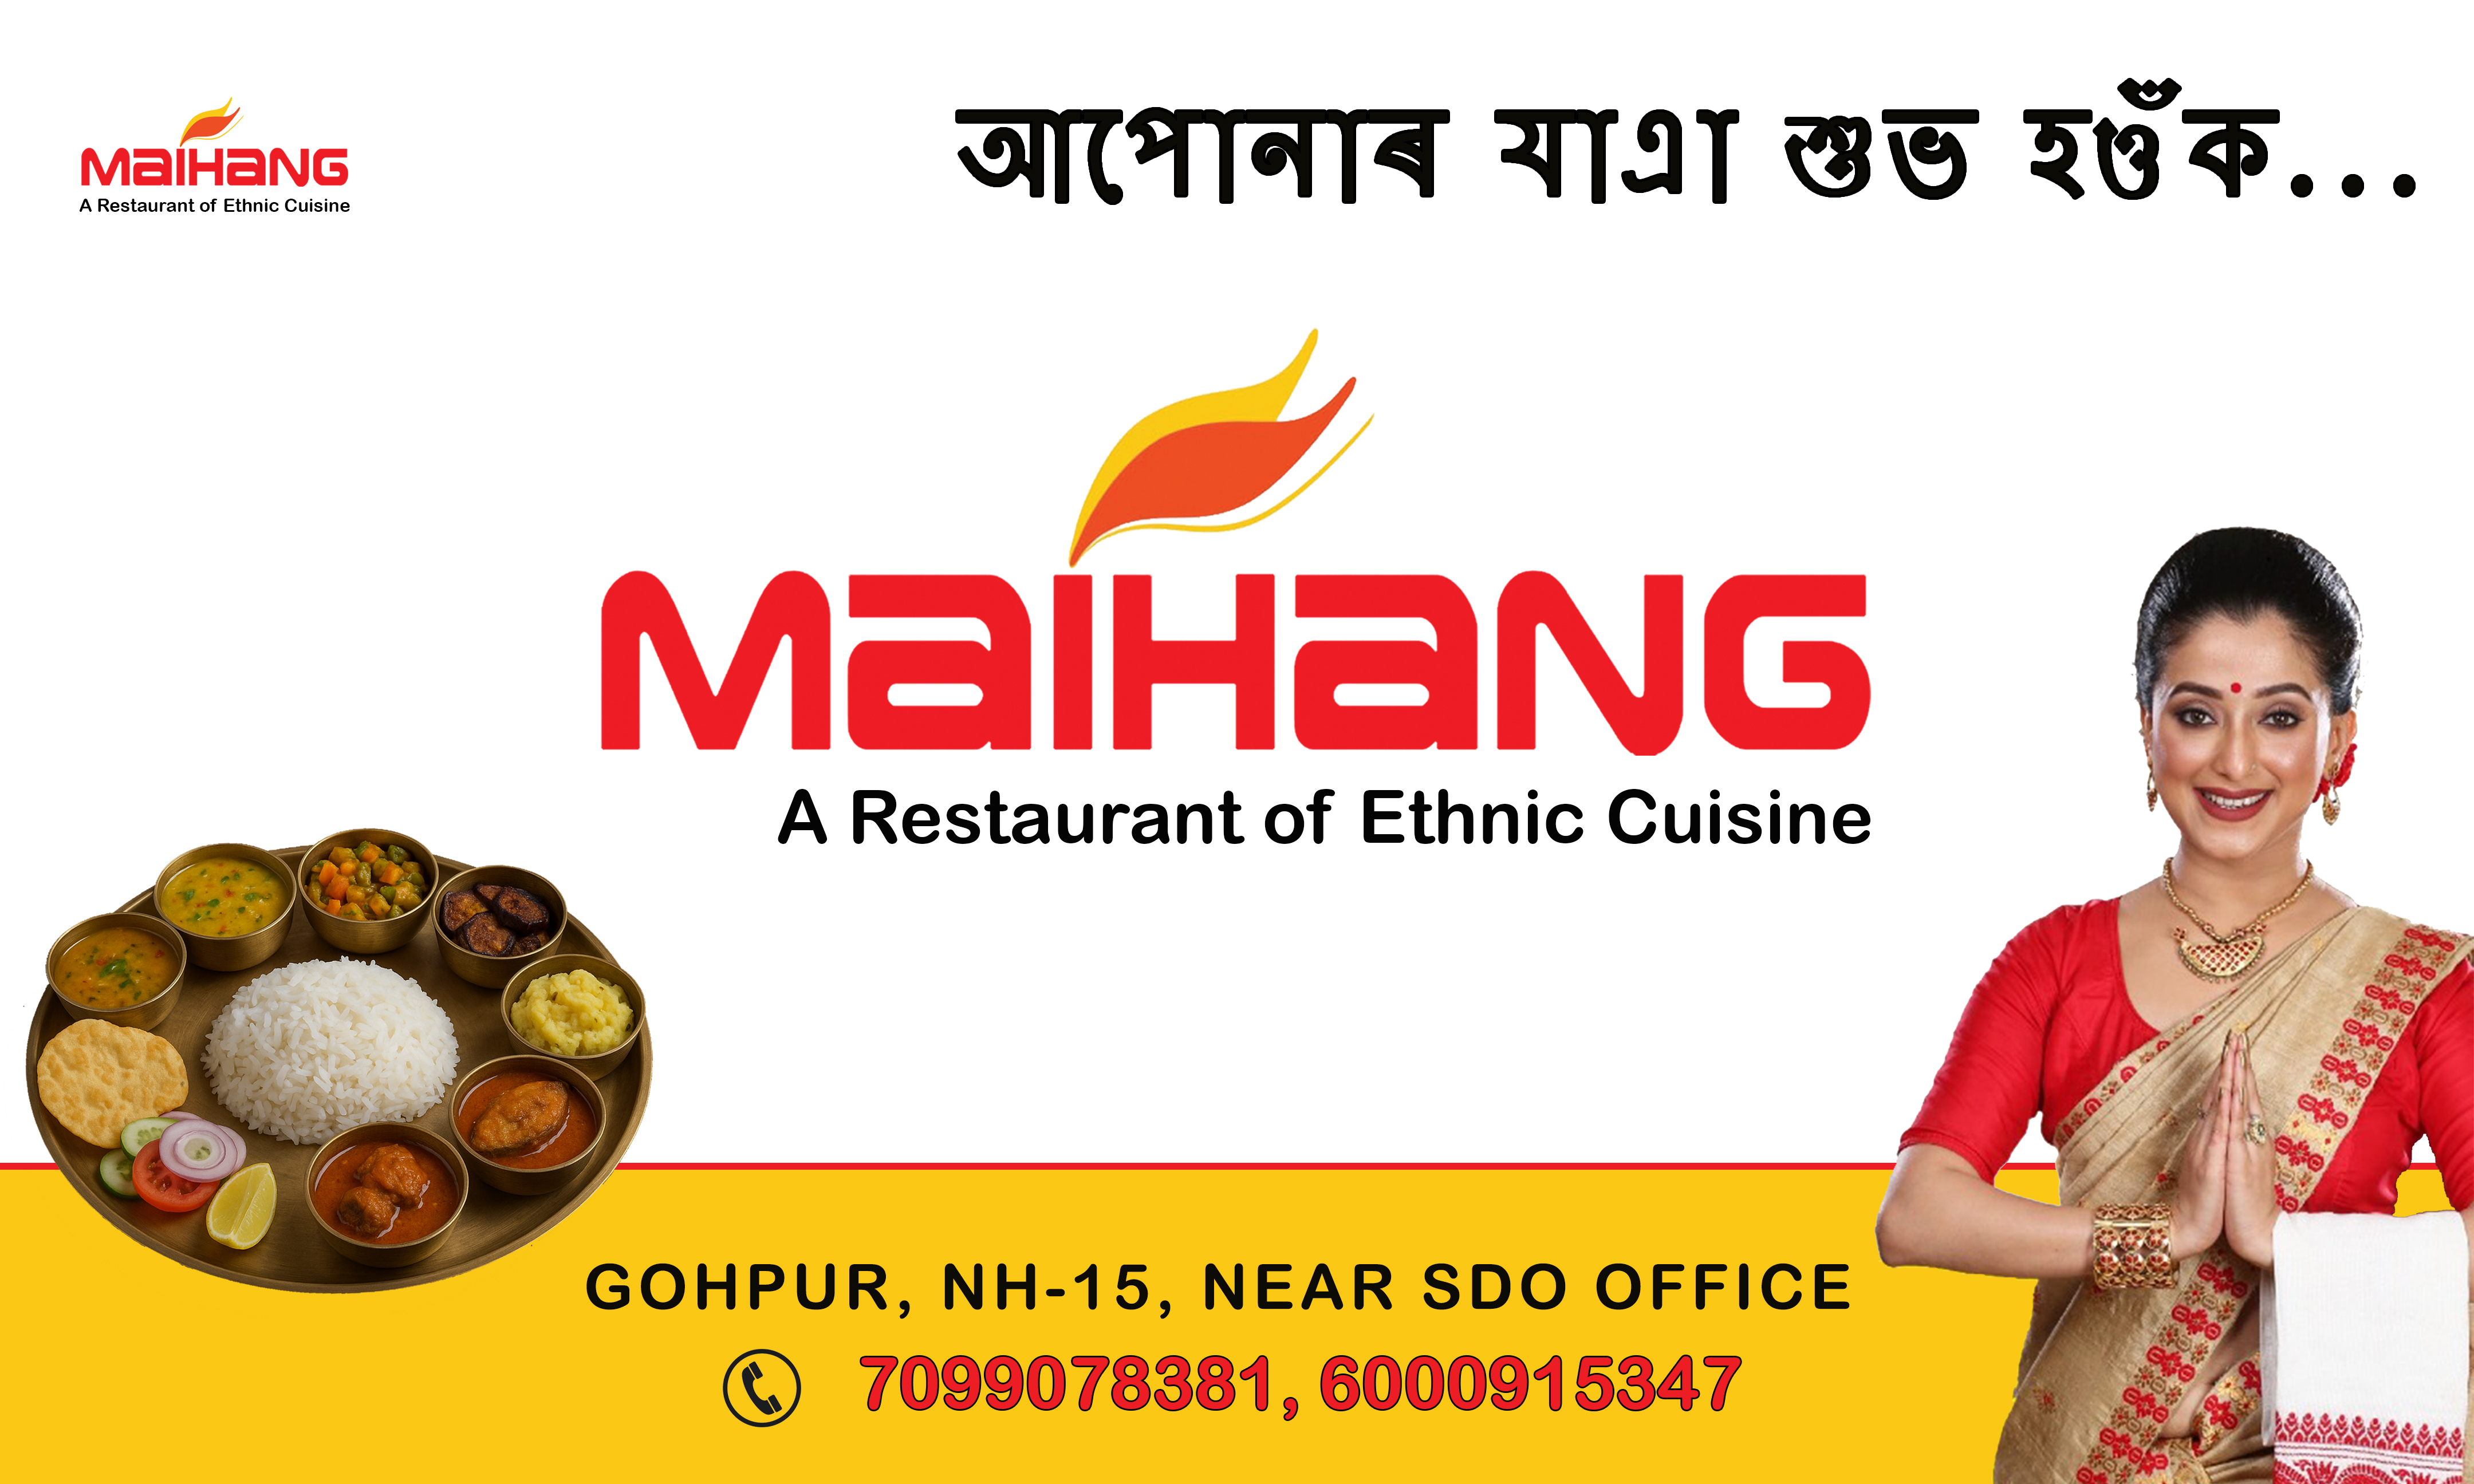 MAIHANG
A Restaurant of Ethnic Cuisine
আপোনাৰ যাত্ৰা শুভ হওঁক...
MAIHANG
A Restaurant of Ethnic Cuisine
GOHPUR, NH-15, NEAR SDO OFFICE
7099078381, 6000915347